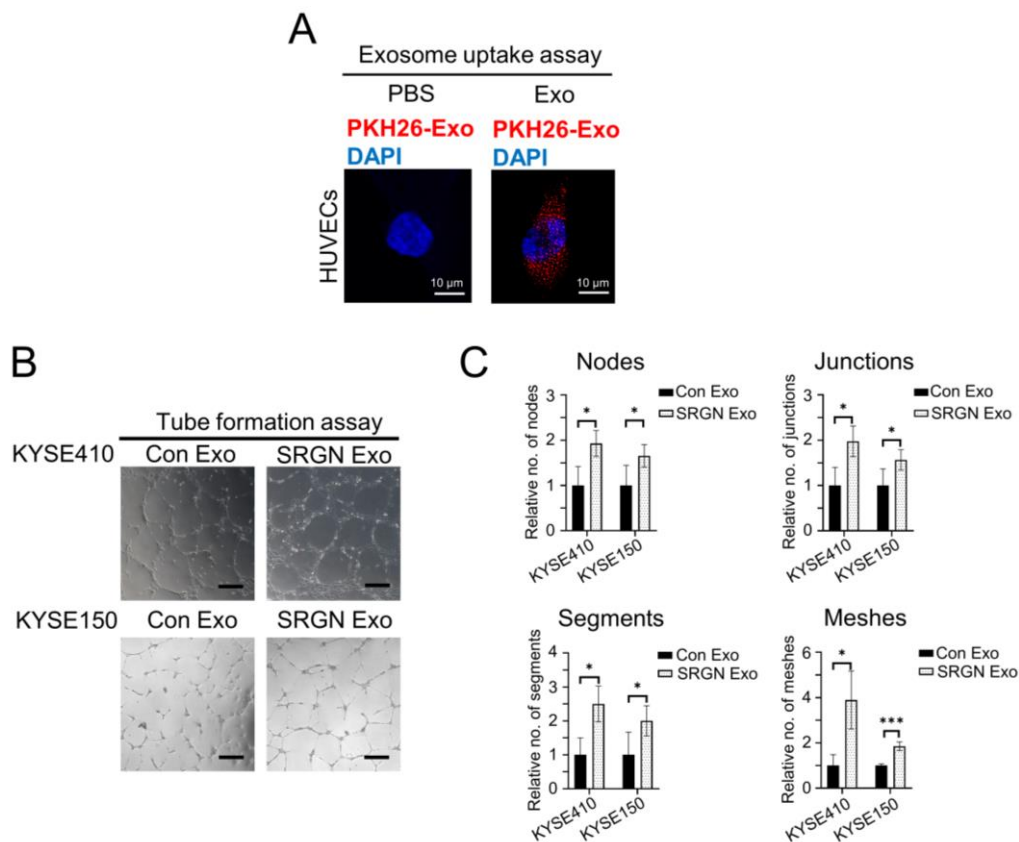 A
Exosome uptake assay
PBS Exo
PKH26-Exo PKH26-Exo
DAPI DAPI
HUVECs
10 µm 10 µm
B
Tube formation assay
KYSE410 Con Exo SRGN Exo
KYSE150 Con Exo SRGN Exo
C
Nodes
Relative no. of nodes
3
2
1
0
* *
Con Exo
SRGN Exo
KYSE410 KYSE150
Junctions
Relative no. of junctions
3
2
1
0
* *
Con Exo
SRGN Exo
KYSE410 KYSE150
Segments
Relative no. of segments
4
3
2
1
0
* *
Con Exo
SRGN Exo
KYSE410 KYSE150
Meshes
Relative no. of meshes
6
4
2
0
* ***
Con Exo
SRGN Exo
KYSE410 KYSE150